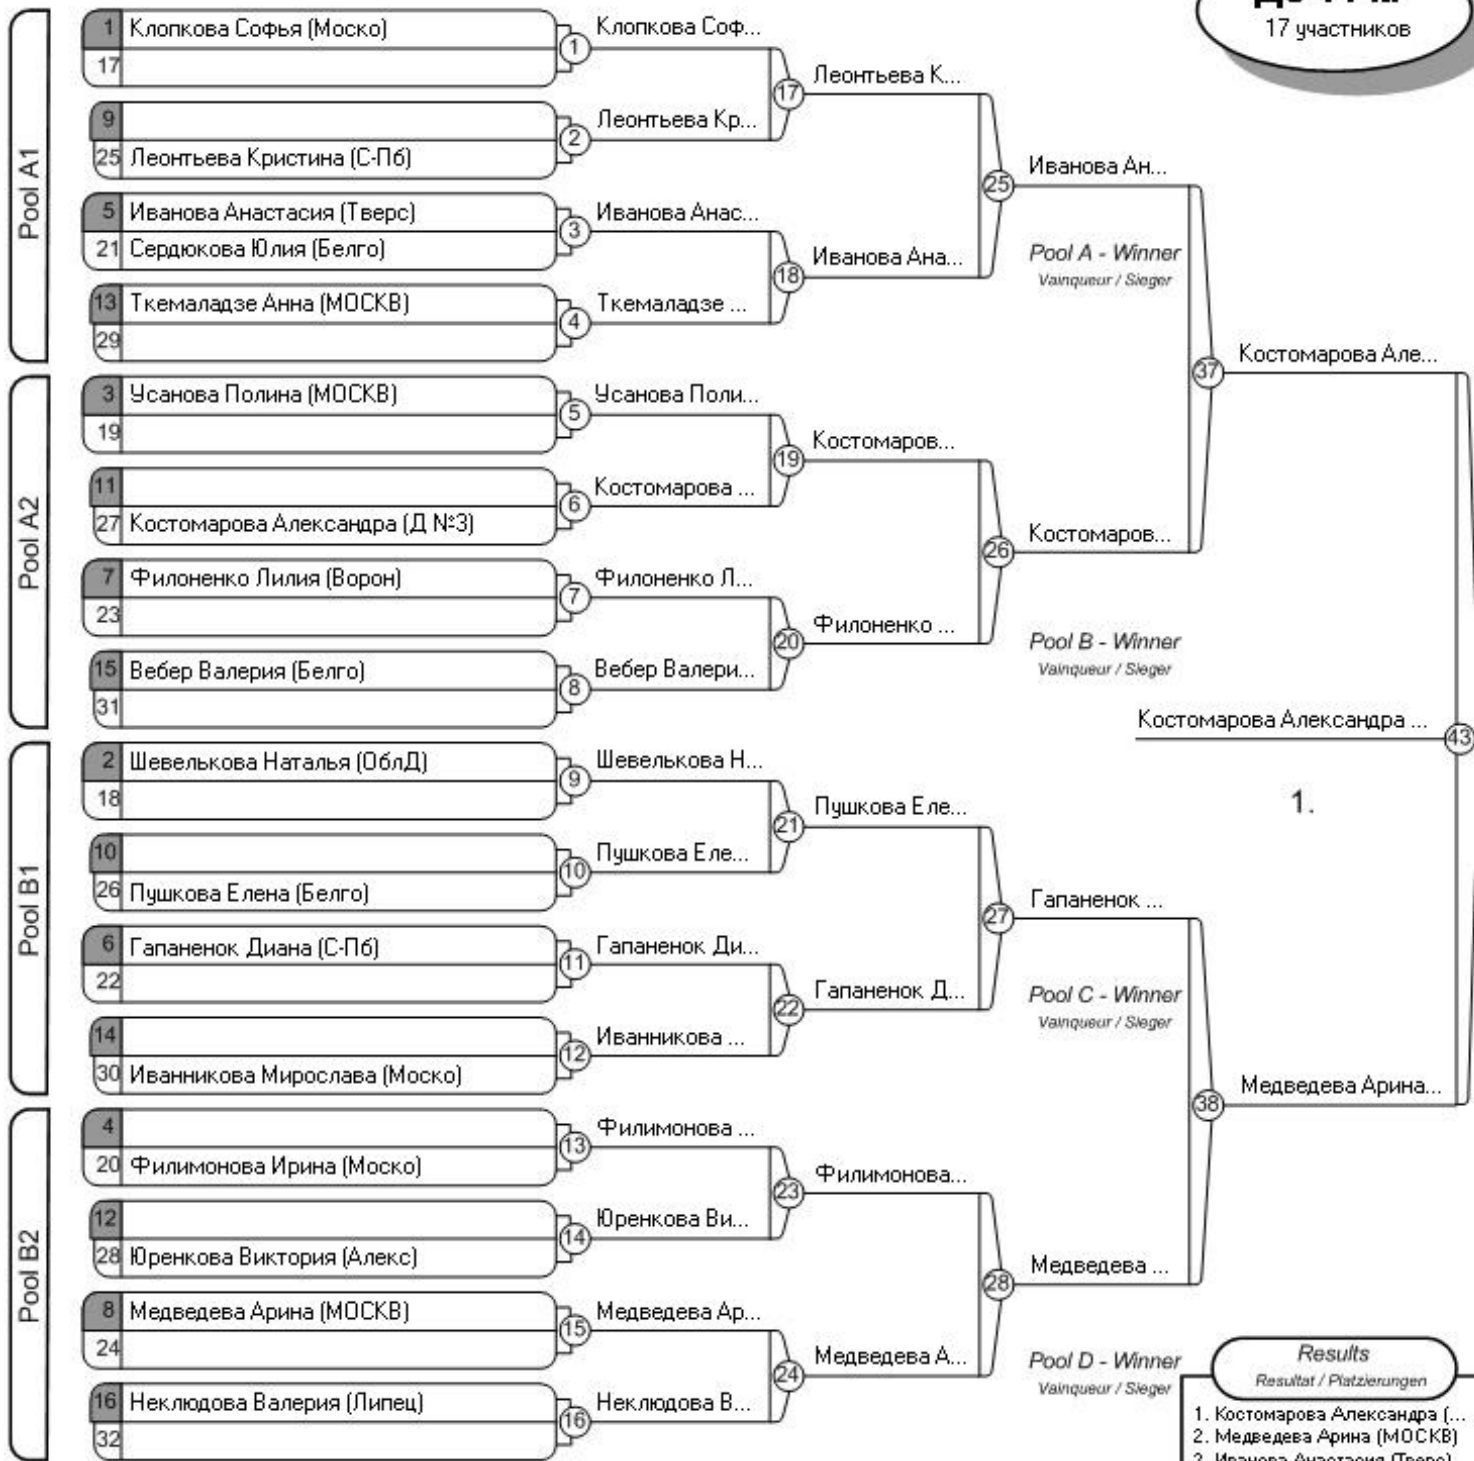 17 участников
Pool A1
1 Клопкова Софья (Моско)
17
9
25 Леонтьева Кристина (С-Пб)
5 Иванова Анастасия (Тверс)
21 Сердюкова Юлия (Белго)
13 Ткемаладзе Анна (МОСКВ)
29
Pool A2
3 Усанова Полина (МОСКВ)
19
11
27 Костомарова Александра (Д №3)
7 Филоненко Лилия (Ворон)
23
15 Вебер Валерия (Белго)
31
Pool B1
2 Шевелькова Наталья (ОблД)
18
10
26 Пушкова Елена (Белго)
6 Гапаненок Диана (С-Пб)
22
14
30 Иванникова Мирослава (Моско)
Pool B2
4
20 Филимонова Ирина (Моско)
12
28 Юренкова Виктория (Алекс)
8 Медведева Арина (МОСКВ)
24
16 Неклюдова Валерия (Липец)
32
1 Клопкова Соф...
2 Леонтьева Кр...
3 Иванова Анас...
4 Ткемаладзе ...
5 Усанова Поли...
6 Костомарова ...
7 Филоненко Л...
8 Вебер Валери...
9 Шевелькова Н...
10 Пушкова Еле...
11 Гапаненок Ди...
12 Иванникова ...
13 Филимонова ...
14 Юренкова Ви...
15 Медведева Ар...
16 Неклюдова В...
17 Леонтьева К...
18 Иванова Ана...
19 Костомаров...
20 Филоненко ...
21 Пушкова Еле...
22 Гапаненок Д...
23 Филимонова...
24 Медведева А...
25 Иванова Ан...
Pool A - Winner
Vainqueur / Sieger
26 Костомаров...
Pool B - Winner
Vainqueur / Sieger
27 Гапаненок ...
Pool C - Winner
Vainqueur / Sieger
28 Медведева ...
Pool D - Winner
Vainqueur / Sieger
37 Костомарова Але...
38 Медведева Арина...
Костомарова Александра ... 43
1.
Results
Resultat / Platzierungen
1. Костомарова Александра (...
2. Медведева Арина (МОСКВ)
3. Иванова Анастасия (Тверс)